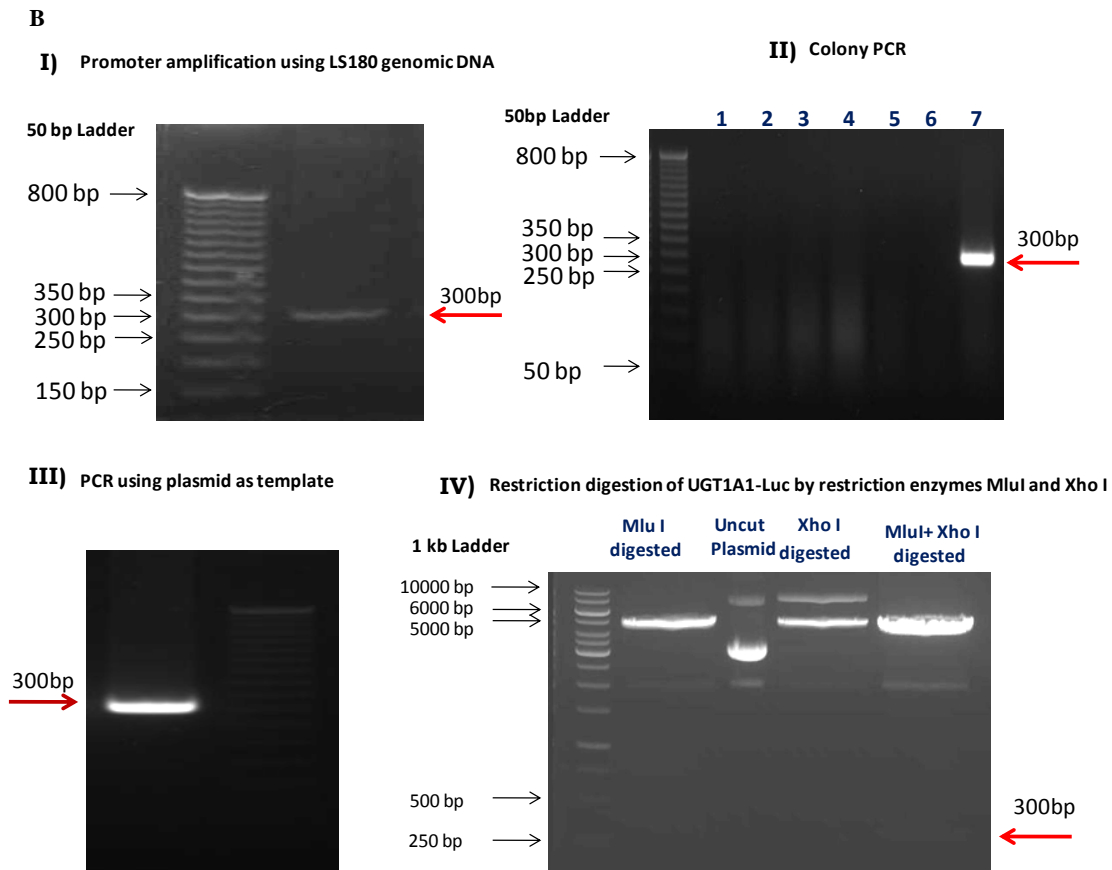 B
I) Promoter amplification using LS180 genomic DNA
50 bp Ladder
800 bp
350 bp
300 bp
250 bp
150 bp
300bp
II) Colony PCR
50bp Ladder
1 2 3 4 5 6 7
800 bp
350 bp
300 bp
250 bp
50 bp
300bp
III) PCR using plasmid as template
300bp
IV) Restriction digestion of UGT1A1-Luc by restriction enzymes MluI and Xho I
1 kb Ladder
Mlu I
digested
Uncut
Plasmid
Xho I
digested
MluI+ Xho I
digested
10000 bp
6000 bp
5000 bp
500 bp
250 bp
300bp